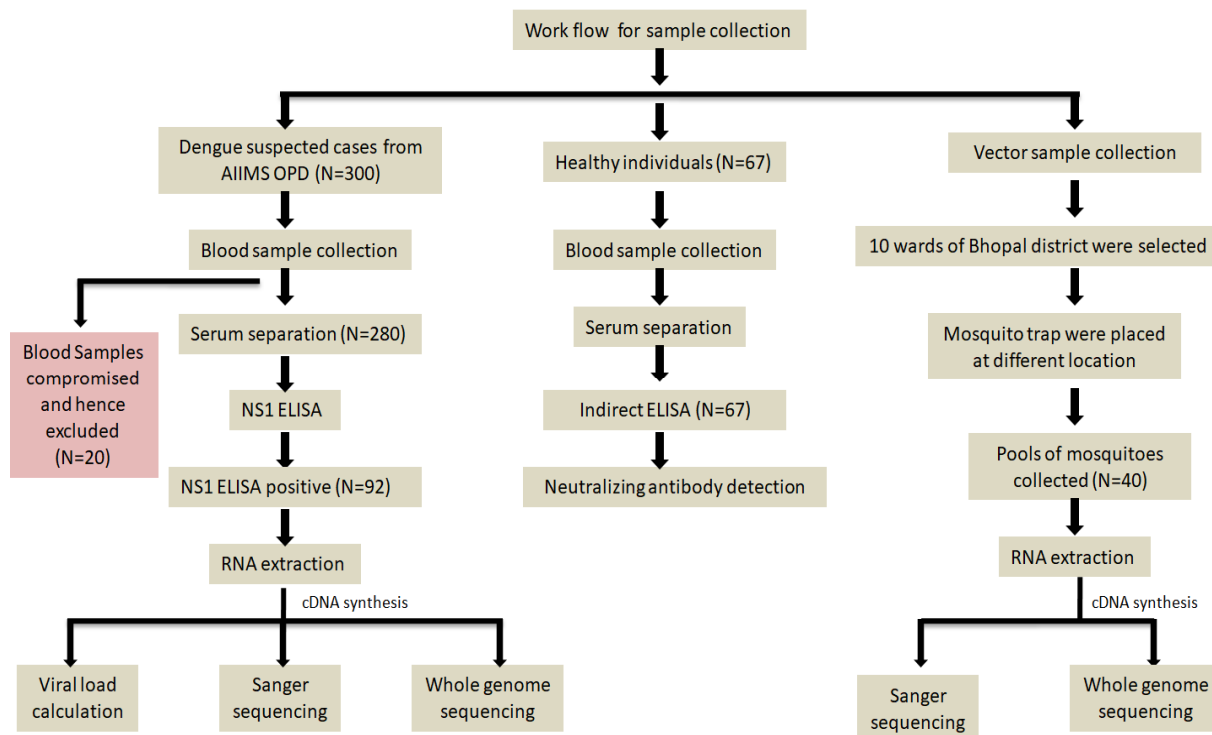 Work flow for sample collection
Dengue suspected cases from
AIIMS OPD (N=300)
Blood sample collection
Blood Samples
compromised
and hence
excluded
(N=20)
Serum separation (N=280)
NS1 ELISA
NS1 ELISA positive (N=92)
RNA extraction
cDNA synthesis
Viral load
calculation
Sanger
sequencing
Whole genome
sequencing
Healthy individuals (N=67)
Blood sample collection
Serum separation
Indirect ELISA (N=67)
Neutralizing antibody detection
Vector sample collection
10 wards of Bhopal district were selected
Mosquito trap were placed
at different location
Pools of mosquitoes
collected (N=40)
RNA extraction
cDNA synthesis
Sanger
sequencing
Whole genome
sequencing